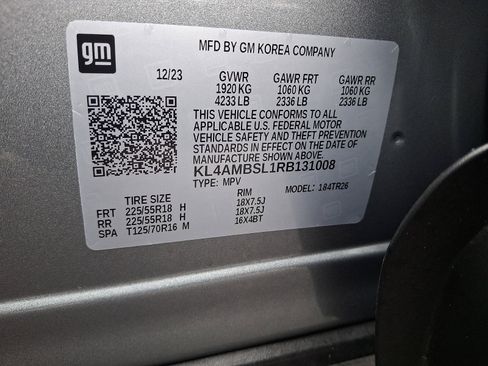 gm
MFD BY GM KOREA COMPANY
12/23 GVWR GAWR FRT GAWR RR
1920 KG 1060 KG 1060 KG
4233 LB 2336 LB 2336 LB
THIS VEHICLE CONFORMS TO ALL
APPLICABLE U.S. FEDERAL MOTOR
VEHICLE SAFETY AND THEFT PREVENTION
STANDARDS IN EFFECT ON THE DATE OF
MANUFACTURE SHOWN ABOVE.
KL4AMBSL1RB131008
TYPE: MPV MODEL: 184TR26
TIRE SIZE RIM
FRT 225/55R18 H 18X7.5J
RR 225/55R18 H 18X7.5J
SPA T125/70R16 M 16X4BT